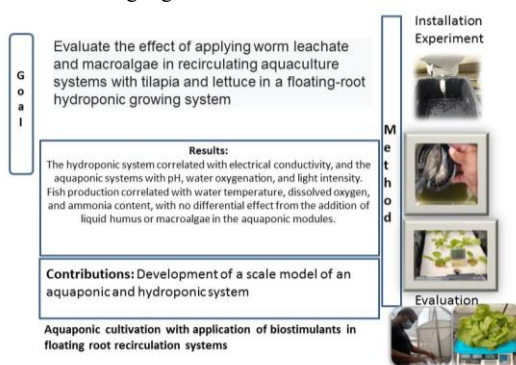 Installation
Experiment
Goal
Evaluate the effect of applying worm leachate
and macroalgae in recirculating aquaculture
systems with tilapia and lettuce in a floating-root
hydroponic growing system
Method
Results:
The hydroponic system correlated with electrical conductivity, and the
aquaponic systems with pH, water oxygenation, and light intensity.
Fish production correlated with water temperature, dissolved oxygen,
and ammonia content, with no differential effect from the addition of
liquid humus or macroalgae in the aquaponic modules.
Contributions: Development of a scale model of an
aquaponic and hydroponic system
Evaluation
Aquaponic cultivation with application of biostimulants in
floating root recirculation systems